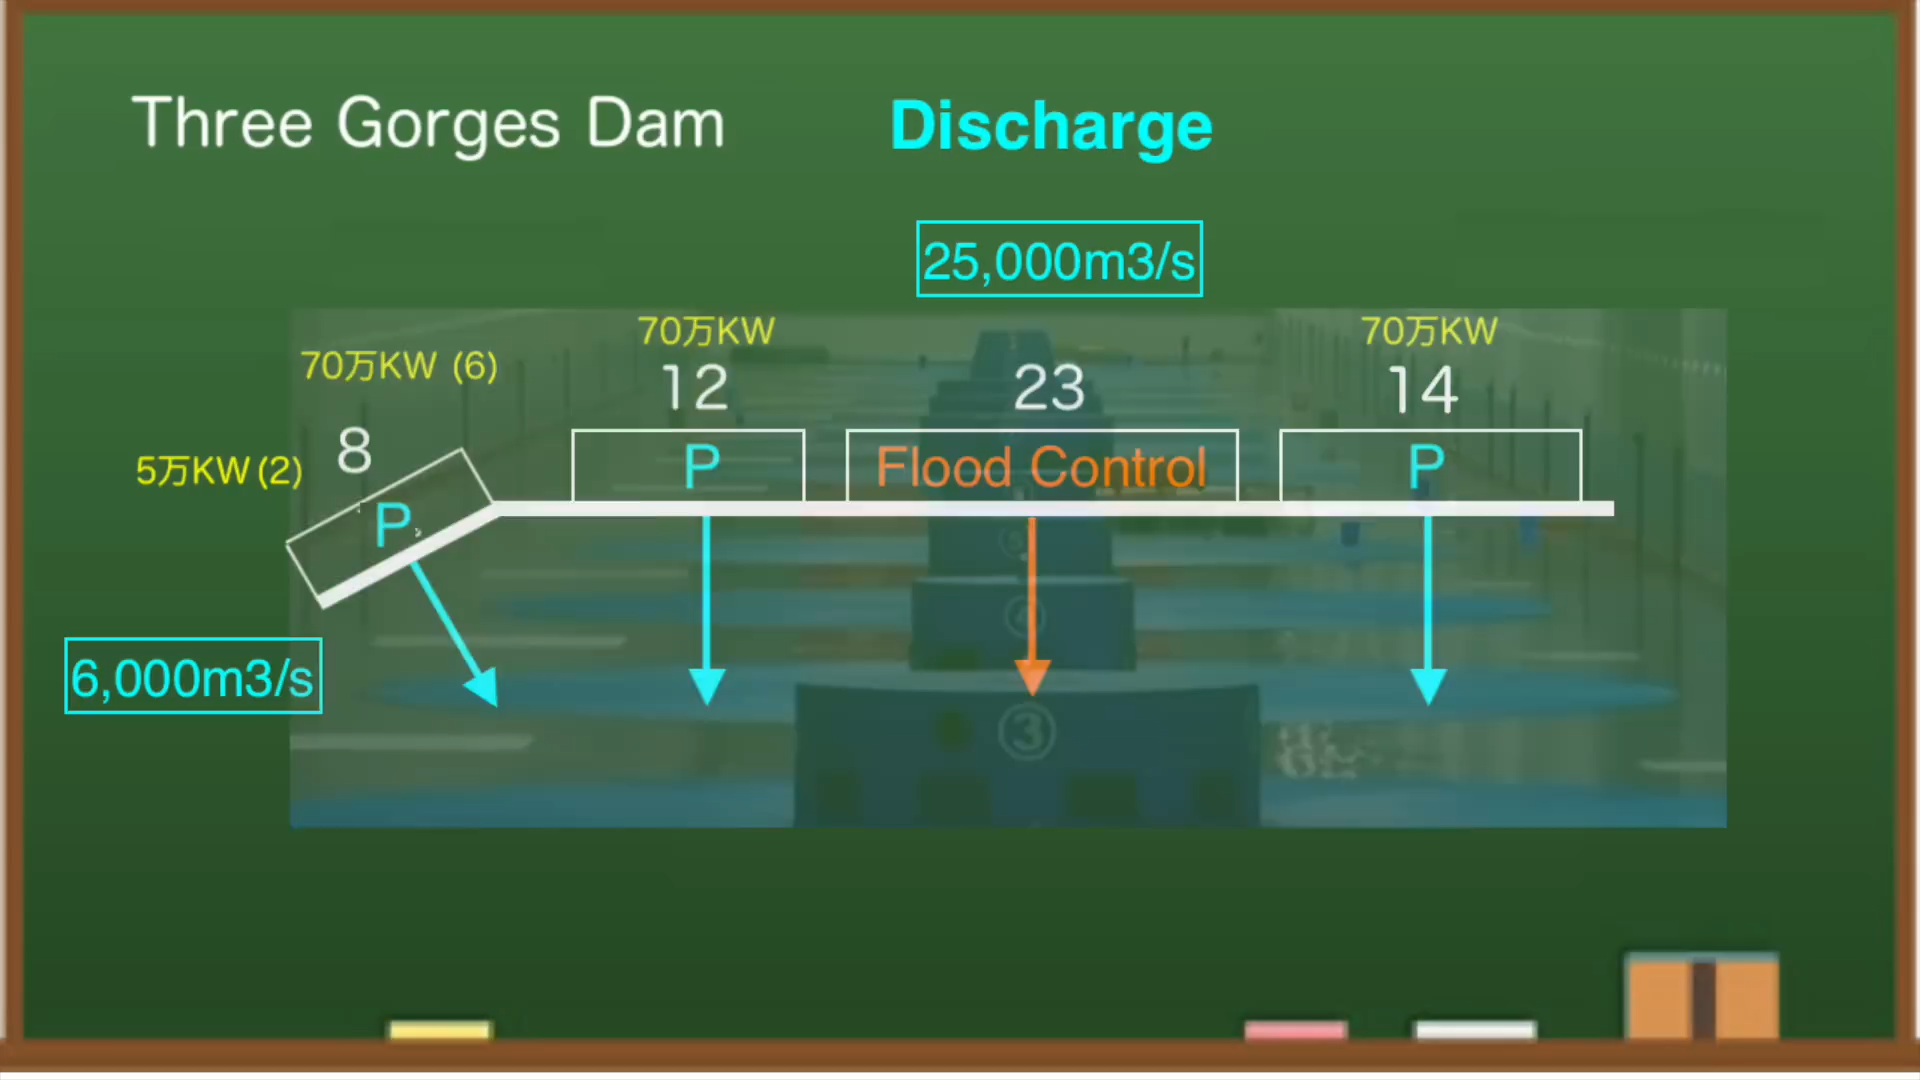 Three Gorges Dam
Discharge
25,000m3/s
70万KW
70万KW
70万KW (6)
12
23
14
8
5万KW (2)
P
Flood Control
P
P
6,000m3/s
③